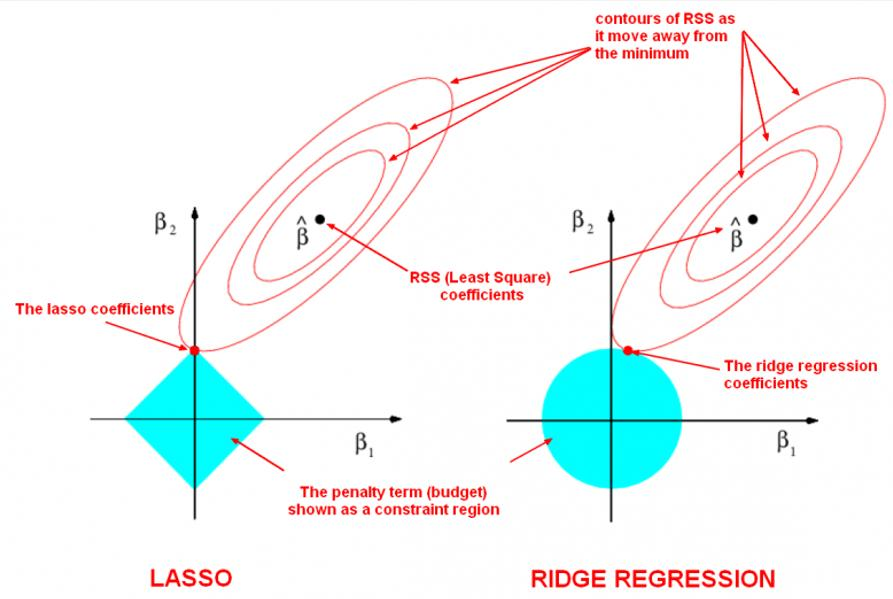 contours of RSS as
it move away from
the minimum
β₂
β̂
β₂
β̂
RSS (Least Square)
coefficients
The lasso coefficients
The ridge regression
coefficients
β₁
β₁
The penalty term (budget)
shown as a constraint region
LASSO
RIDGE REGRESSION